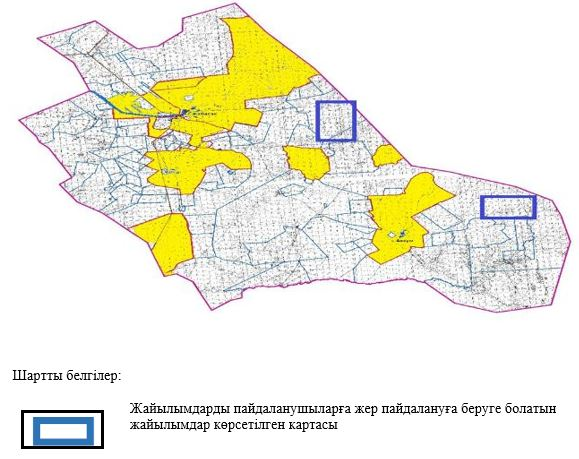 Шартты белгілер:
Жайылымдарды пайдаланушыларға жер пайдалануға беруге болатын
жайылымдар көрсетілген картасы